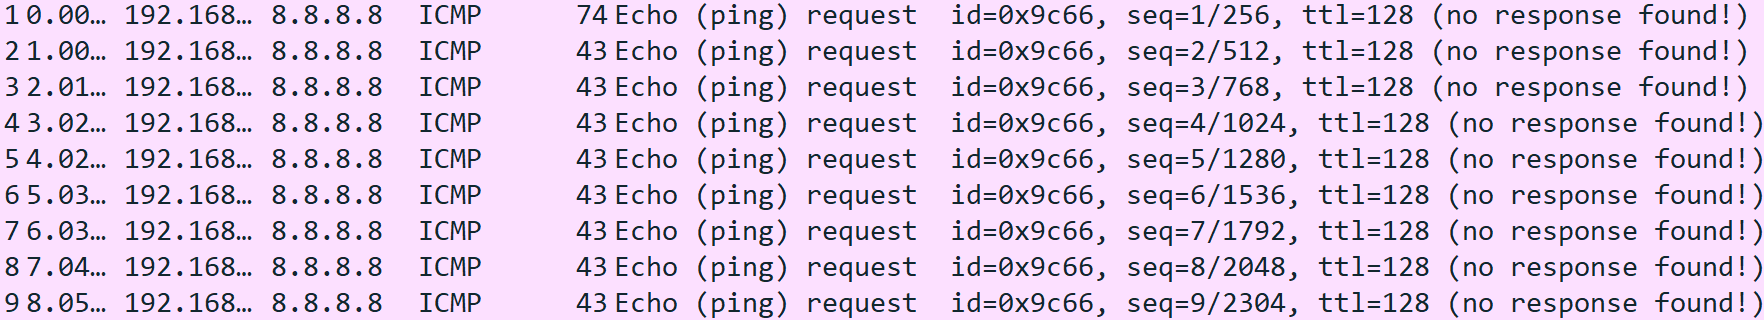 1 0.00… 192.168… 8.8.8.8 ICMP 74 Echo (ping) request id=0x9c66, seq=1/256, ttl=128 (no response found!)
2 1.00… 192.168… 8.8.8.8 ICMP 43 Echo (ping) request id=0x9c66, seq=2/512, ttl=128 (no response found!)
3 2.01… 192.168… 8.8.8.8 ICMP 43 Echo (ping) request id=0x9c66, seq=3/768, ttl=128 (no response found!)
4 3.02… 192.168… 8.8.8.8 ICMP 43 Echo (ping) request id=0x9c66, seq=4/1024, ttl=128 (no response found!)
5 4.02… 192.168… 8.8.8.8 ICMP 43 Echo (ping) request id=0x9c66, seq=5/1280, ttl=128 (no response found!)
6 5.03… 192.168… 8.8.8.8 ICMP 43 Echo (ping) request id=0x9c66, seq=6/1536, ttl=128 (no response found!)
7 6.03… 192.168… 8.8.8.8 ICMP 43 Echo (ping) request id=0x9c66, seq=7/1792, ttl=128 (no response found!)
8 7.04… 192.168… 8.8.8.8 ICMP 43 Echo (ping) request id=0x9c66, seq=8/2048, ttl=128 (no response found!)
9 8.05… 192.168… 8.8.8.8 ICMP 43 Echo (ping) request id=0x9c66, seq=9/2304, ttl=128 (no response found!)